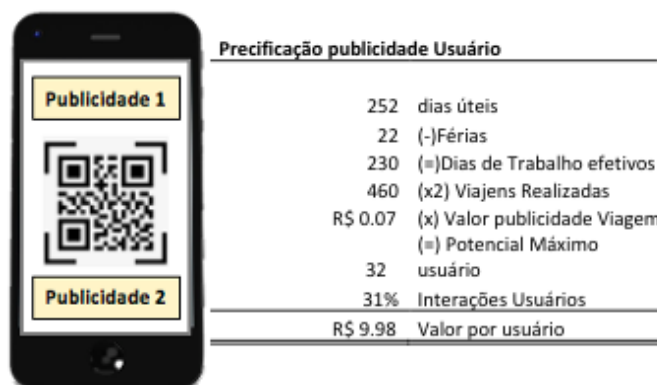 Publicidade 1
Publicidade 2
Precificação publicidade Usuário
252 dias úteis
22 (-)Férias
230 (=)Dias de Trabalho efetivos
460 (x2) Viajens Realizadas
R$ 0.07 (x) Valor publicidade Viagem
(=) Potencial Máximo
32 usuário
31% Interações Usuários
R$ 9.98 Valor por usuário